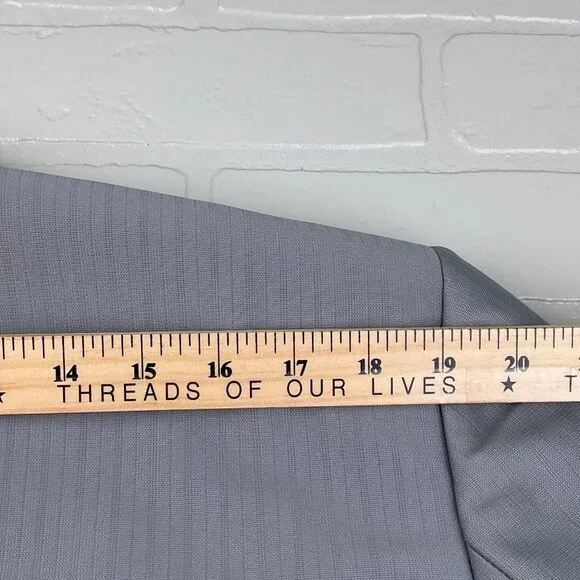 14 15 16 17 18 19 20
★ THREADS OF OUR LIVES ★ T